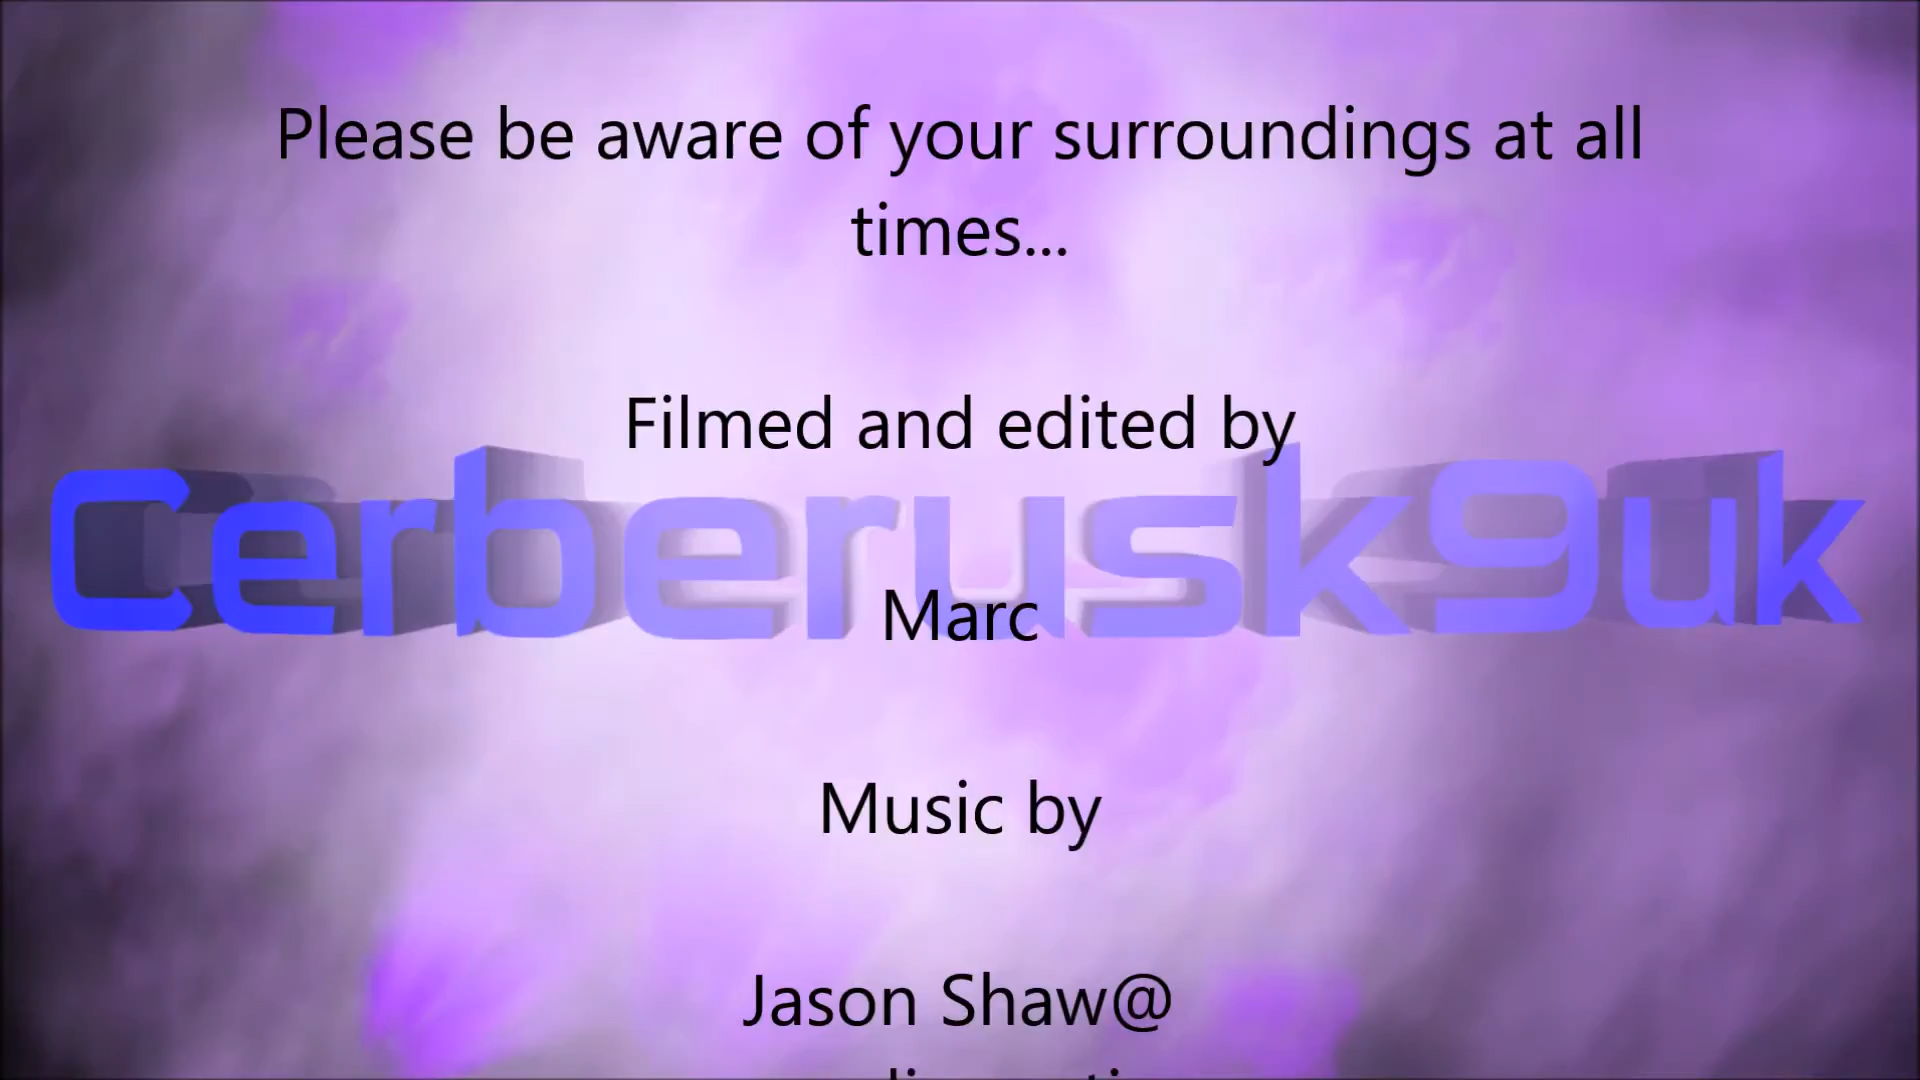 Please be aware of your surroundings at all
times...
Filmed and edited by
Cerberusk9uk
Marc
Music by
Jason Shaw@